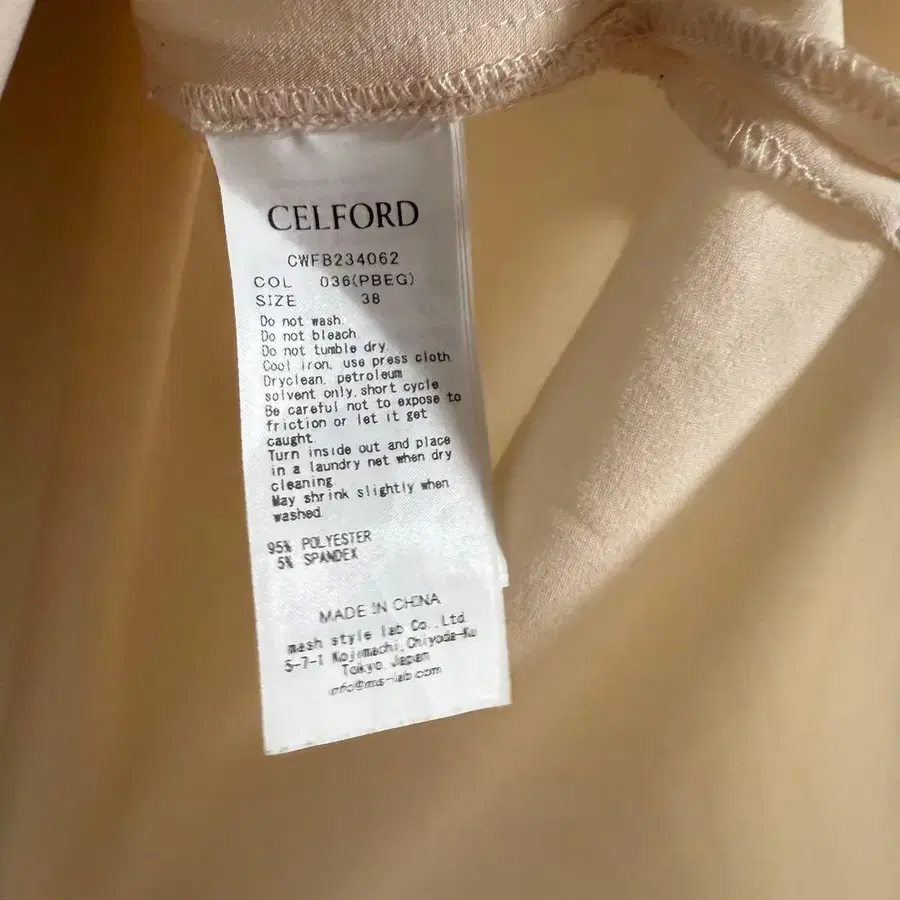 CELFORD
CWFB234062
COL 036(PBEG)
SIZE 38
Do not wash.
Do not bleach
Do not tumble dry.
Cool iron, use press cloth.
Dryclean, petroleum
solvent only, short cycle
Be careful not to expose to
friction or let it get
caught.
Turn inside out and place
in a laundry net when dry
cleaning.
May shrink slightly when
washed.
95% POLYESTER
5% SPANDEX
MADE IN CHINA
mash style lab Co.,Ltd.
5-7-1 Kojimachi,Chiyoda-Ku
Tokyo Japan